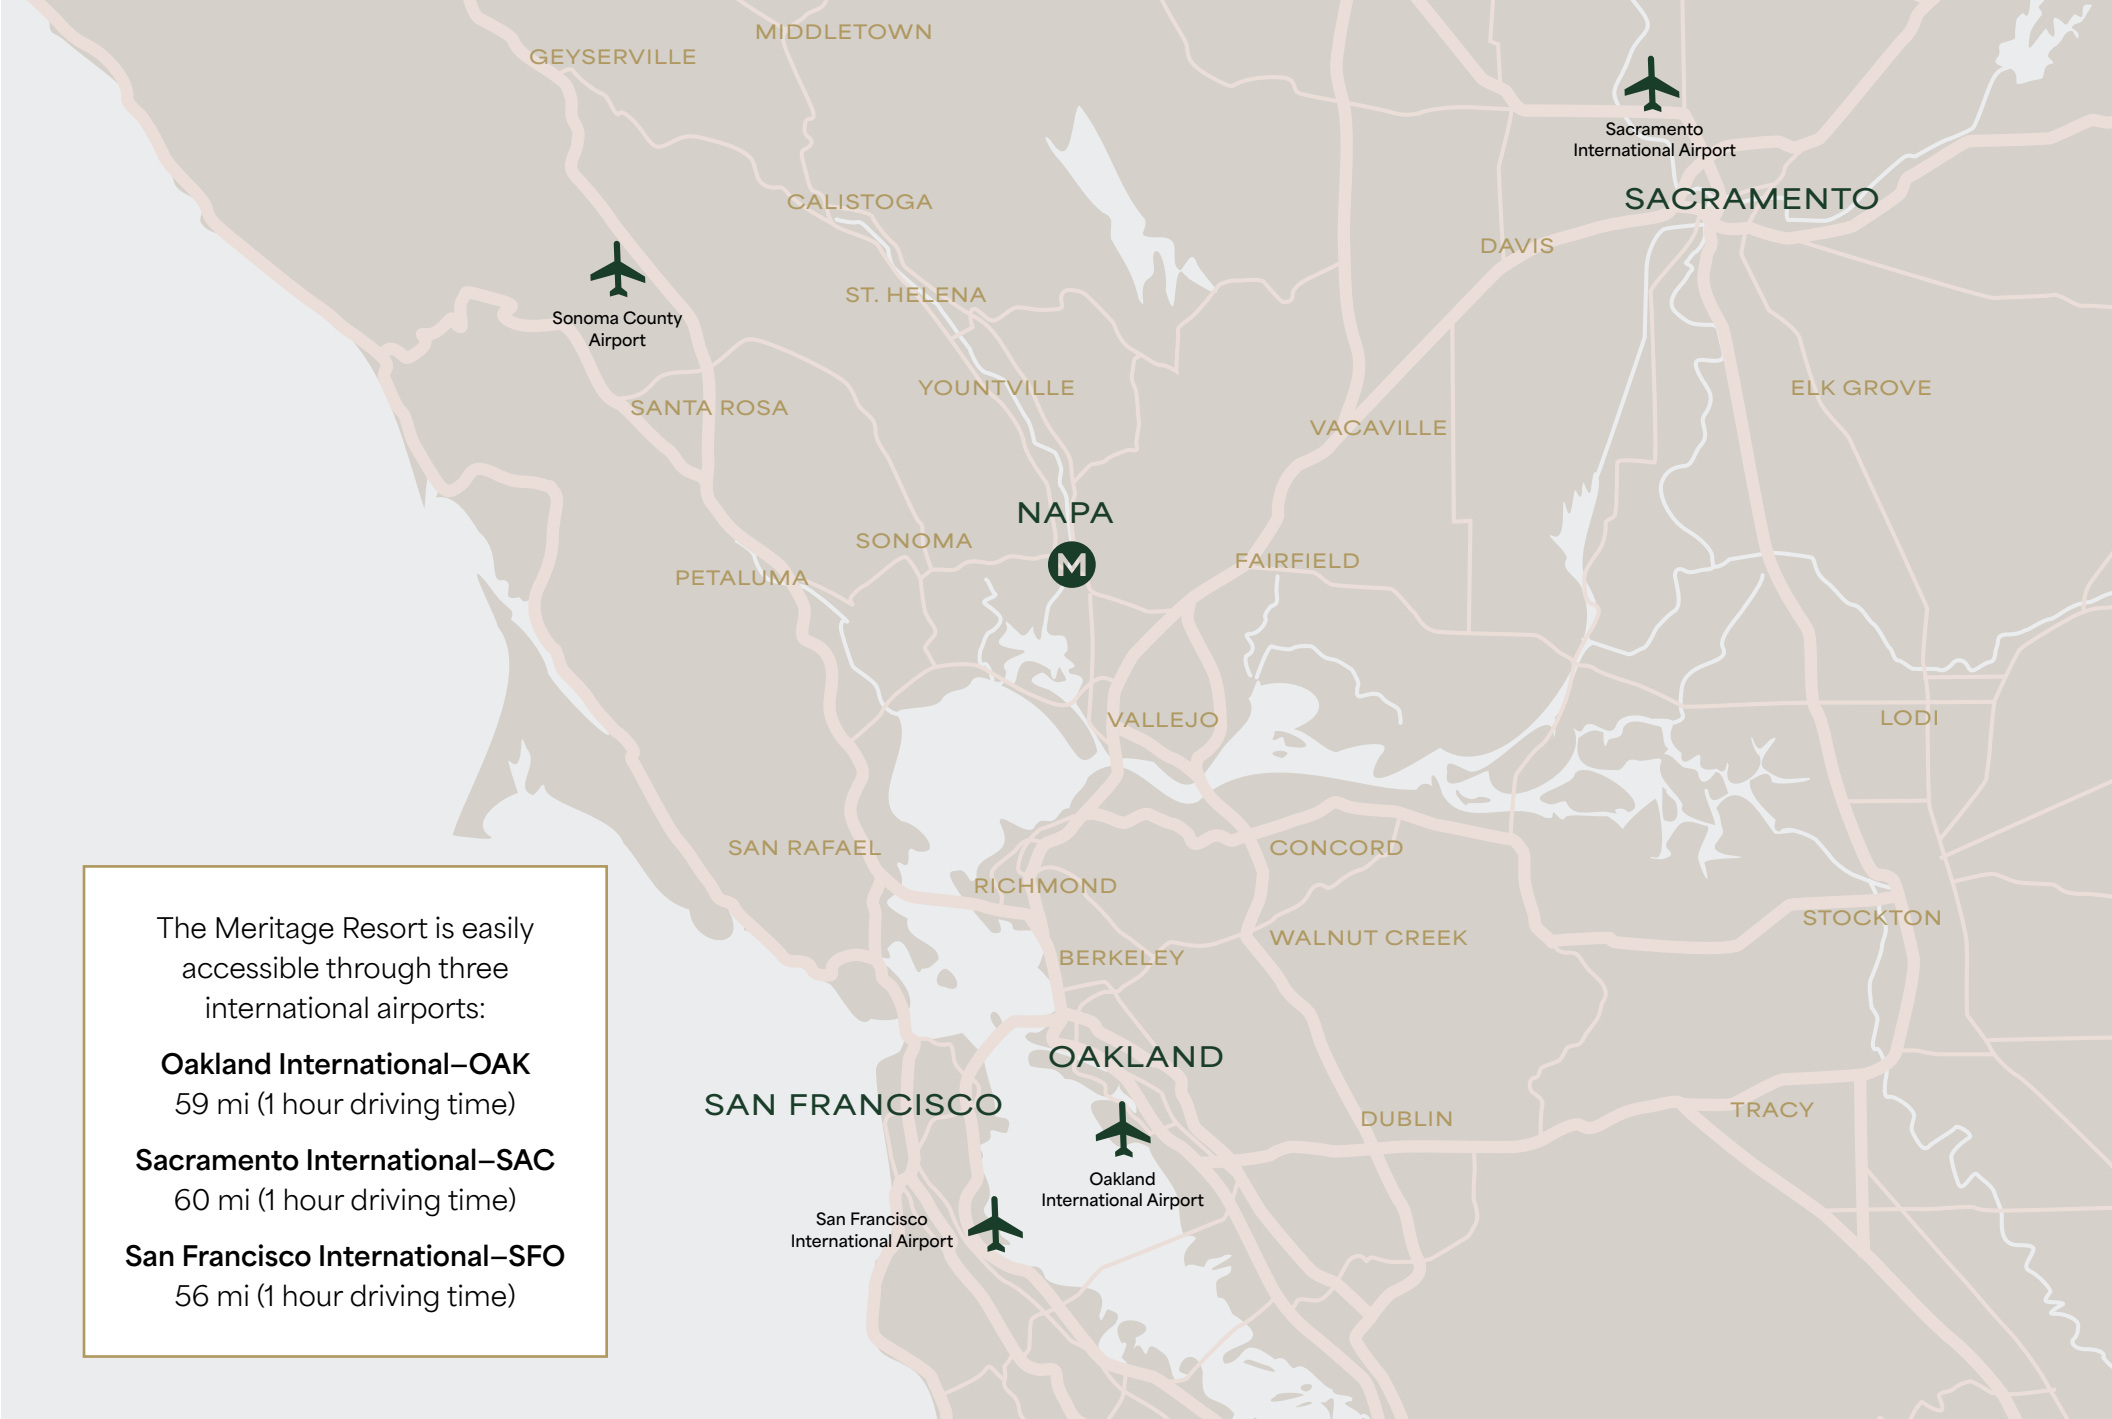 MIDDLETOWN
GEYSERVILLE
Sacramento
International Airport
SACRAMENTO
CALISTOGA
DAVIS
ST. HELENA
Sonoma County
Airport
YOUNTVILLE
ELK GROVE
SANTA ROSA
VACAVILLE
NAPA
M
SONOMA
FAIRFIELD
PETALUMA
VALLEJO
LODI
SAN RAFAEL
CONCORD
RICHMOND
STOCKTON
WALNUT CREEK
BERKELEY
OAKLAND
SAN FRANCISCO
DUBLIN
TRACY
Oakland
International Airport
San Francisco
International Airport
The Meritage Resort is easily
accessible through three
international airports:
Oakland International–OAK
59 mi (1 hour driving time)
Sacramento International–SAC
60 mi (1 hour driving time)
San Francisco International–SFO
56 mi (1 hour driving time)